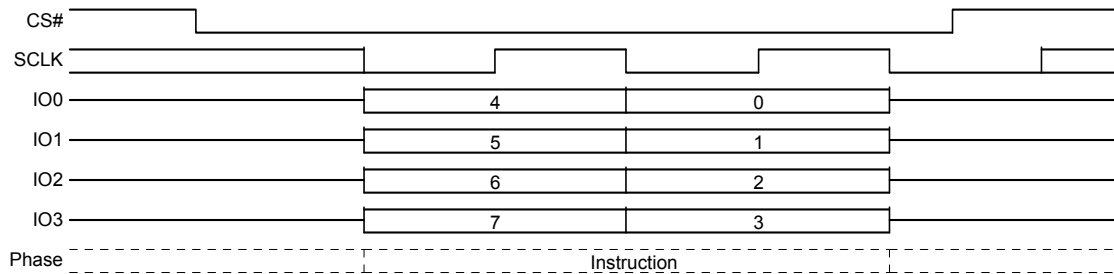 CS#
SCLK
IO0 4 0
IO1 5 1
IO2 6 2
IO3 7 3
Phase Instruction